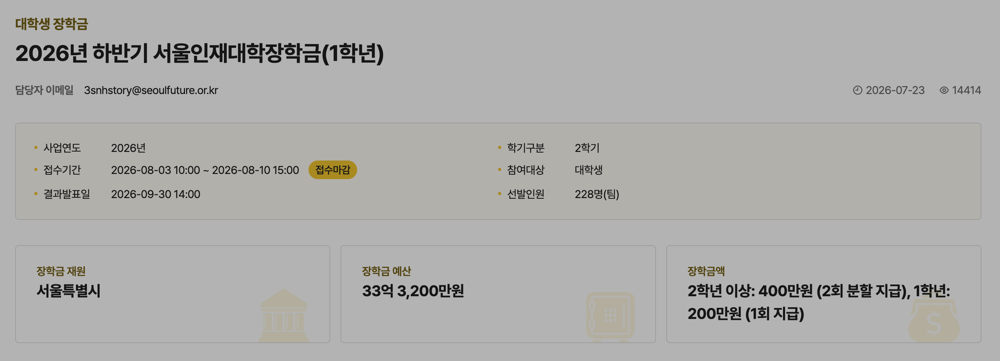 대학생 장학금
2026년 하반기 서울인재대학장학금(1학년)
담당자 이메일 3snhstory@seoulfuture.or.kr 2026-07-23 14414
사업연도 2026년 학기구분 2학기
접수기간 2026-08-03 10:00 ~ 2026-08-10 15:00 접수마감 참여대상 대학생
결과발표일 2026-09-30 14:00 선발인원 228명(팀)
장학금 재원
서울특별시
장학금 예산
33억 3,200만원
장학금액
2학년 이상: 400만원 (2회 분할 지급), 1학년:
200만원 (1회 지급)